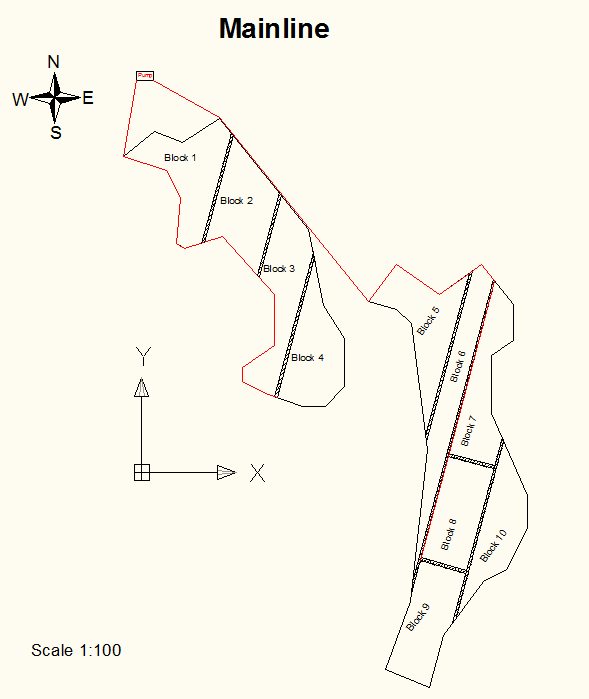 Mainline
N
W E
S
Pump
Block 1
Block 2
Block 3
Block 4
Block 5
Block 6
Block 7
Block 8
Block 10
Block 9
Y
X
Scale 1:100